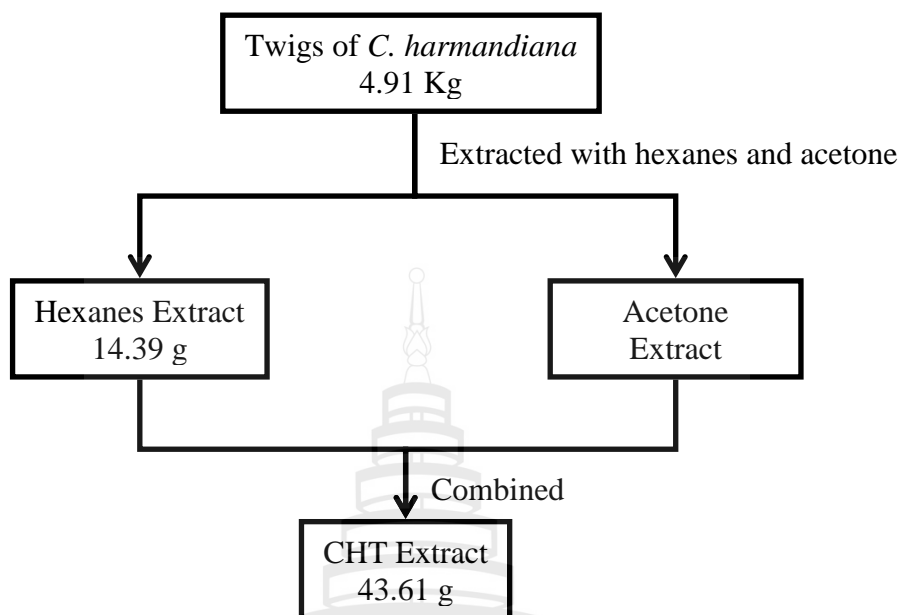 Twigs of C. harmandiana
4.91 Kg
Extracted with hexanes and acetone
Hexanes Extract
14.39 g
Acetone
Extract
Combined
CHT Extract
43.61 g